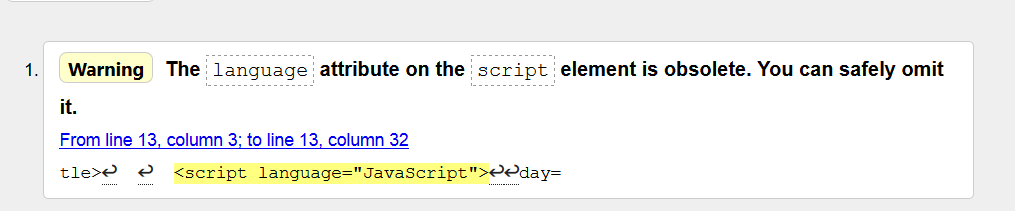 1. Warning The language attribute on the script element is obsolete. You can safely omit
it.
From line 13, column 3; to line 13, column 32
tle>↩ ↩ <script language="JavaScript">↩↩day=